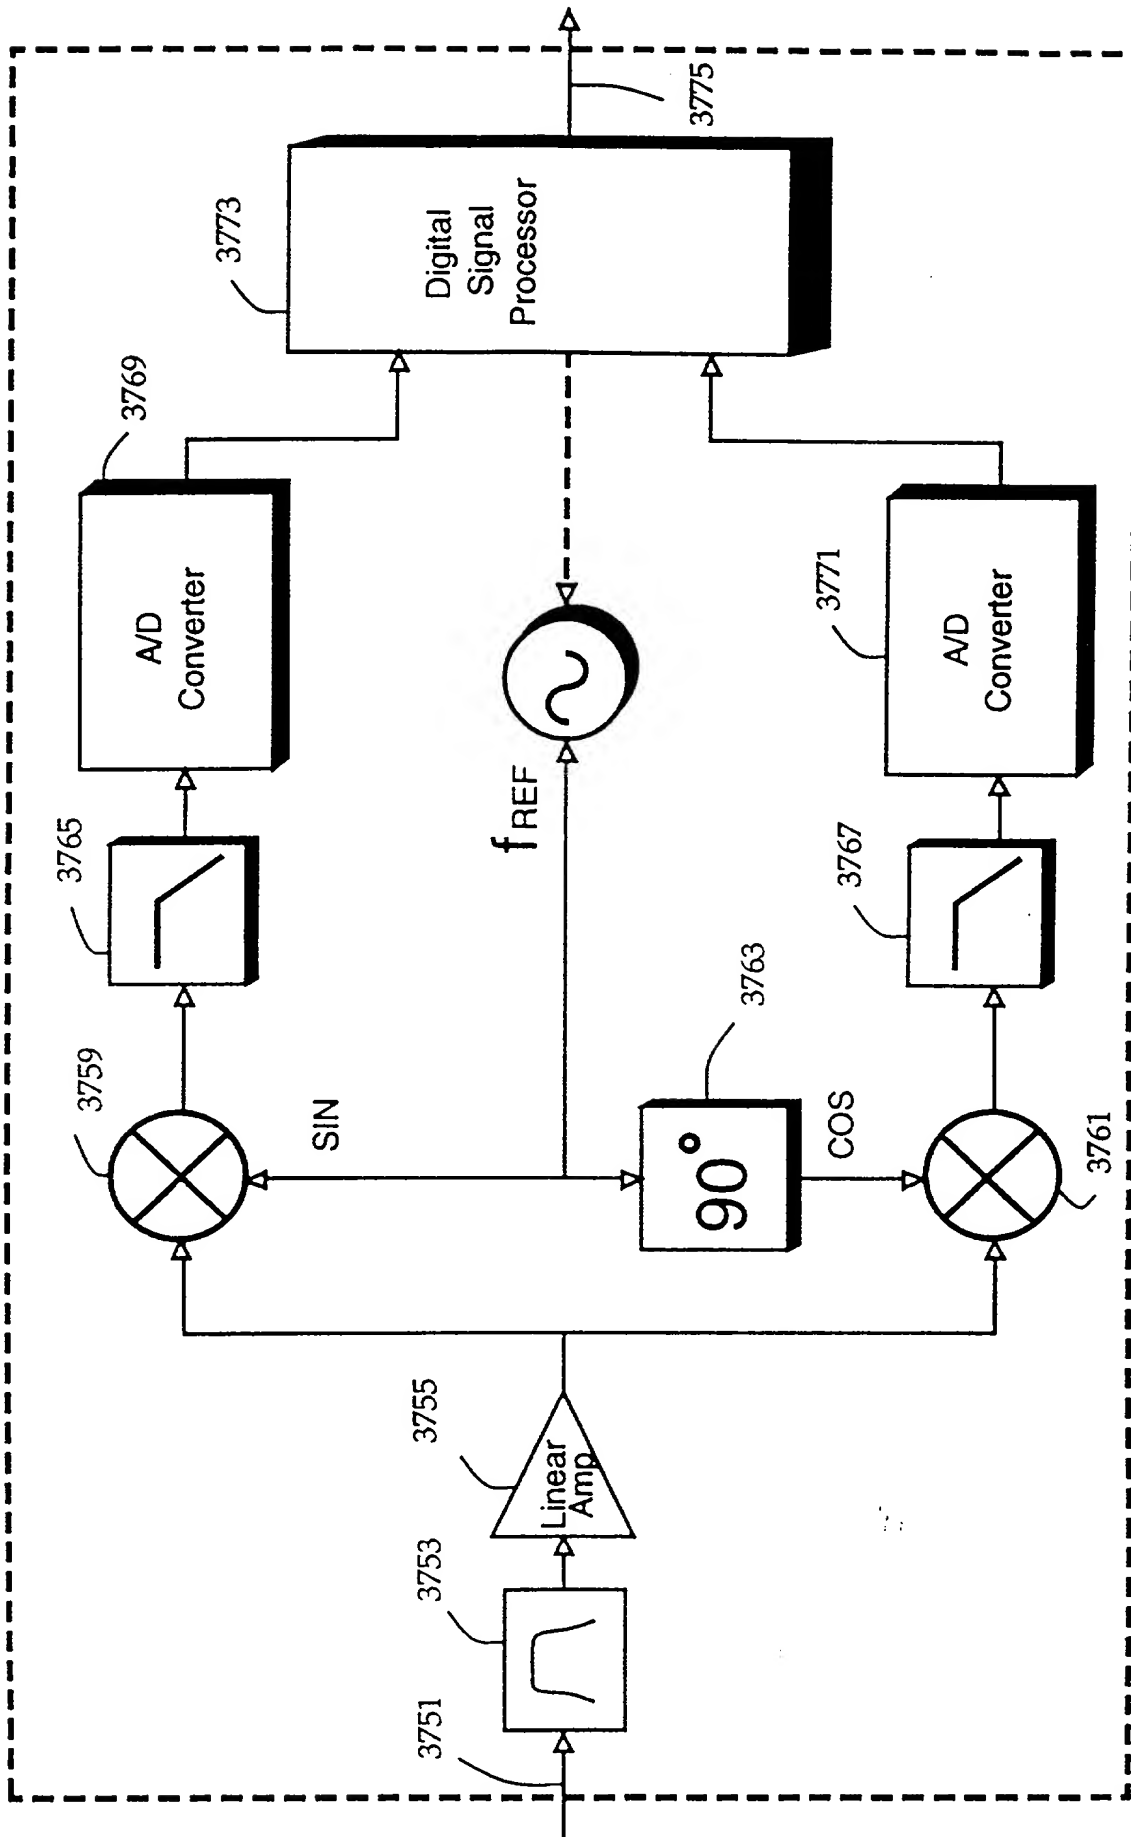 3751
3753
Linear
Amp
3755
3759
SIN
3763
90°
COS
3761
3765
fREF
3767
3769
A/D
Converter
3771
A/D
Converter
3773
Digital
Signal
Processor
3775